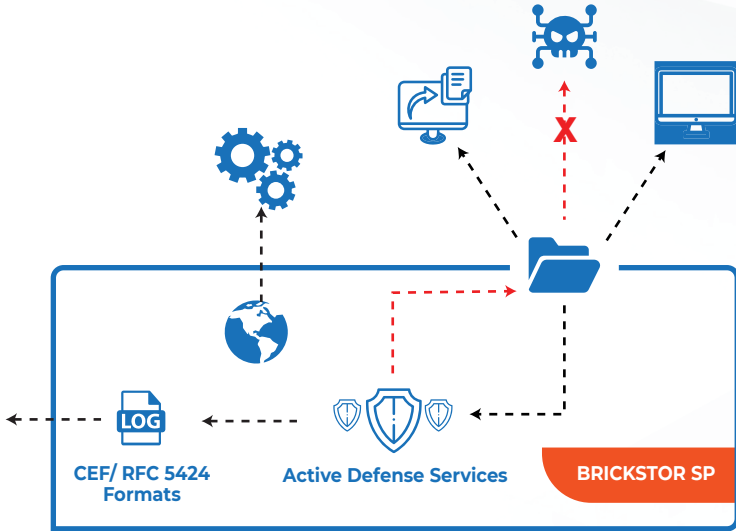 X
LOG
CEF/ RFC 5424
Formats
Active Defense Services
BRICKSTOR SP